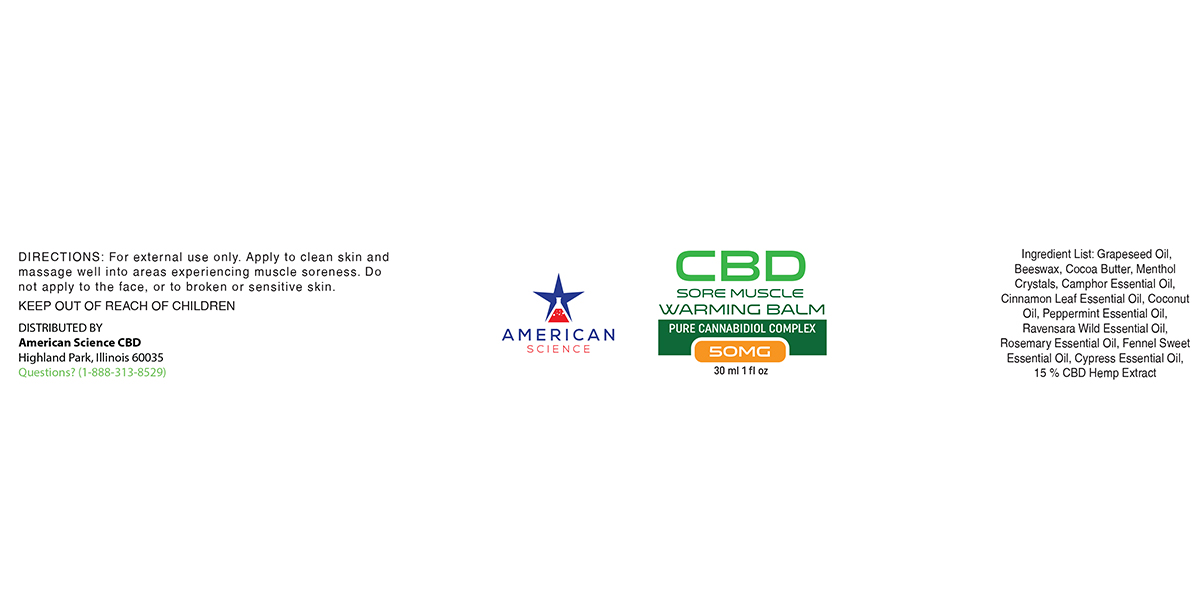 DIRECTIONS: For external use only. Apply to clean skin and
massage well into areas experiencing muscle soreness. Do
not apply to the face, or to broken or sensitive skin.
KEEP OUT OF REACH OF CHILDREN
DISTRIBUTED BY
American Science CBD
Highland Park, Illinois 60035
Questions? (1-888-313-8529)
AMERICAN
SCIENCE
CBD
SORE MUSCLE
WARMING BALM
PURE CANNABIDIOL COMPLEX
50MG
30 ml 1 fl oz
Ingredient List: Grapeseed Oil,
Beeswax, Cocoa Butter, Menthol
Crystals, Camphor Essential Oil,
Cinnamon Leaf Essential Oil, Coconut
Oil, Peppermint Essential Oil,
Ravensara Wild Essential Oil,
Rosemary Essential Oil, Fennel Sweet
Essential Oil, Cypress Essential Oil,
15 % CBD Hemp Extract